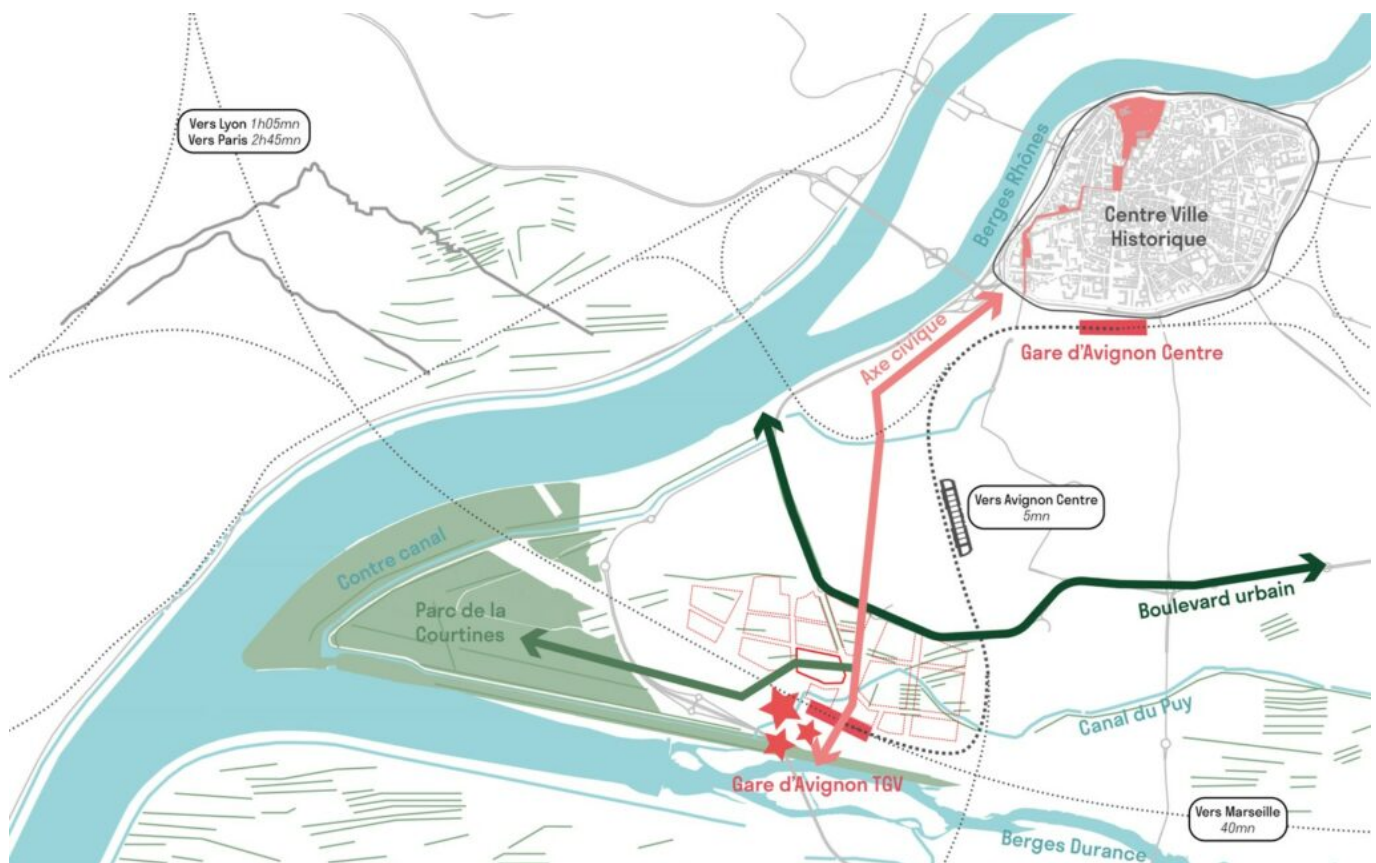 Vers Lyon 1h05mn
Vers Paris 2h45mn
Berges Rhônes
Centre Ville
Historique
Axe civique
Gare d'Avignon Centre
Vers Avignon Centre
5mn
Contre canal
Parc de la
Courtines
Boulevard urbain
Canal du Puy
Gare d'Avignon TGV
Vers Marseille
40mn
Berges Durance